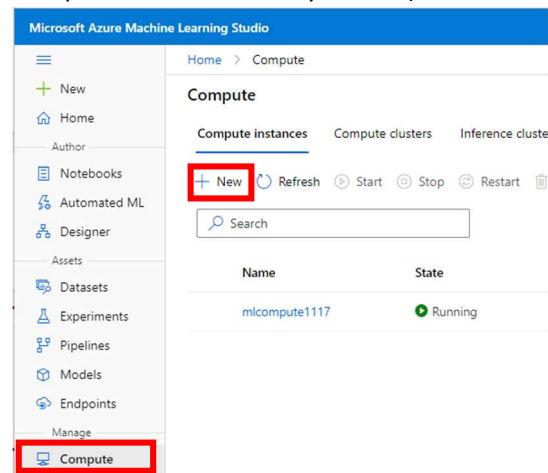 Microsoft Azure Machine Learning Studio
Home > Compute
New
Home
Author
Notebooks
Automated ML
Designer
Assets
Datasets
Experiments
Pipelines
Models
Endpoints
Manage
Compute
Compute
Compute instances Compute clusters Inference cluste
New Refresh Start Stop Restart
Search
Name State
mlcompute1117 Running